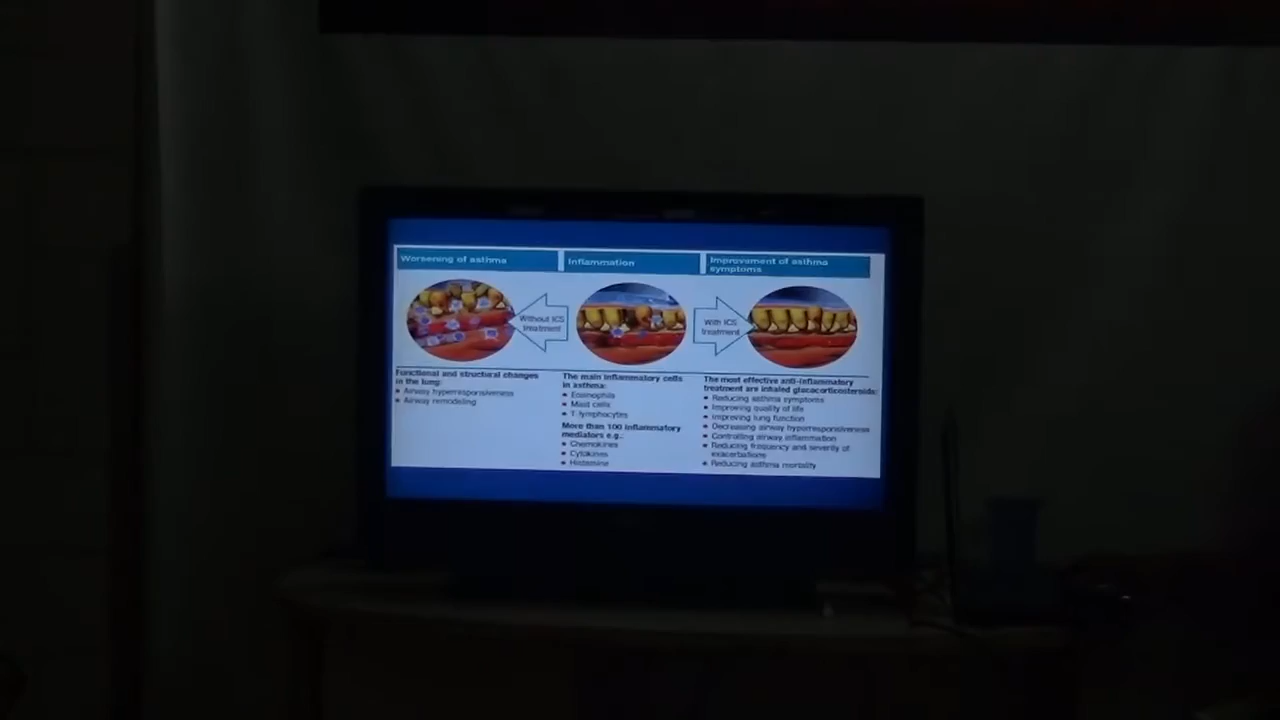 Worsening of asthma
Inflammation
Improvement of asthma
symptoms
Without ICS
treatment
With ICS
treatment
Functional and structural changes
in the lung:
• Airway hyperresponsiveness
• Airway remodeling
The main inflammatory cells
in asthma:
• Eosinophils
• Mast cells
• T lymphocytes
More than 100 inflammatory
mediators e.g.:
• Chemokines
• Cytokines
• Histamine
The most effective anti-inflammatory
treatment are inhaled glucocorticosteroids:
• Reducing asthma symptoms
• Improving quality of life
• Improving lung function
• Decreasing airway hyperresponsiveness
• Controlling airway inflammation
• Reducing frequency and severity of
exacerbations
• Reducing asthma mortality